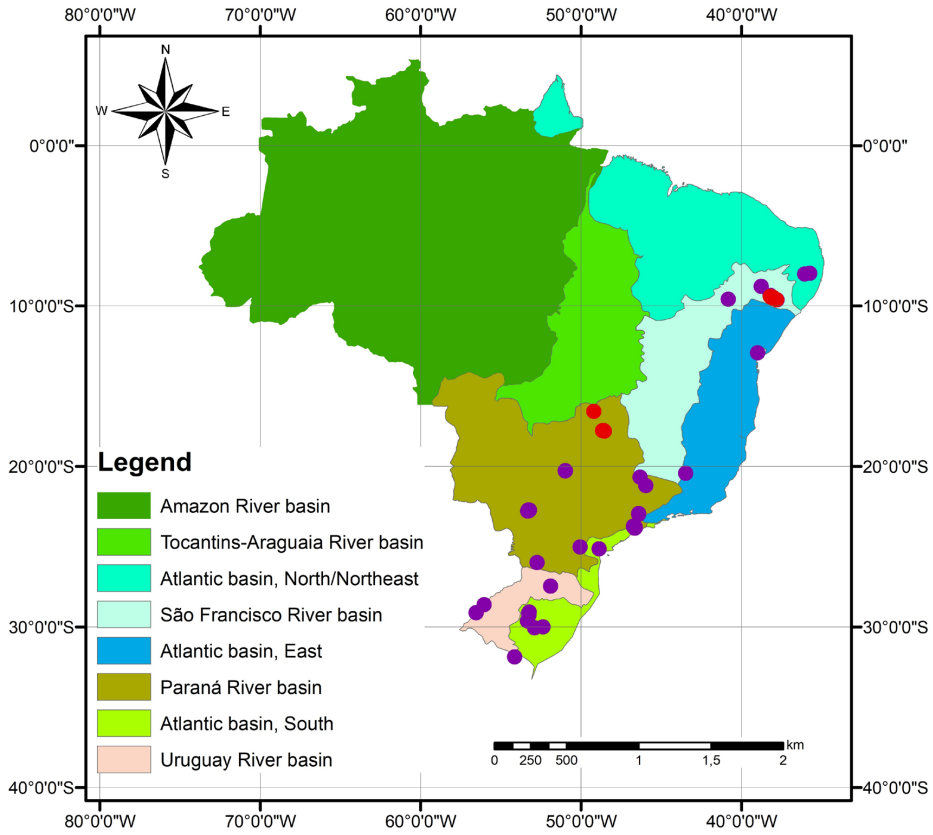 80°0'0"W 70°0'0"W 60°0'0"W 50°0'0"W 40°0'0"W
N
W E
S
0°0'0" 0°0'0"
10°0'0"S 10°0'0"S
20°0'0"S 20°0'0"S
30°0'0"S 30°0'0"S
40°0'0"S 40°0'0"S
Legend
Amazon River basin
Tocantins-Araguaia River basin
Atlantic basin, North/Northeast
São Francisco River basin
Atlantic basin, East
Paraná River basin
Atlantic basin, South
Uruguay River basin
km
0 250 500 1 1,5 2
80°0'0"W 70°0'0"W 60°0'0"W 50°0'0"W 40°0'0"W